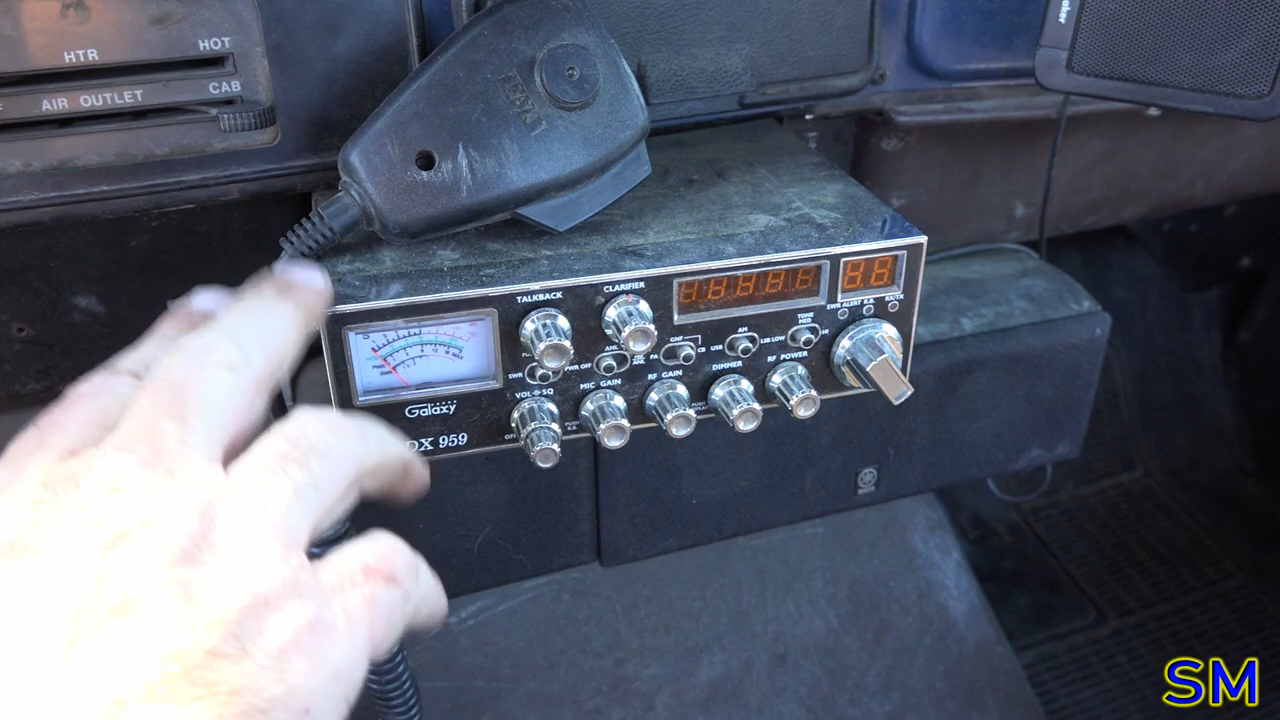 HTR
HOT
AIR OUTLET
CAB
TALKBACK
CLARIFIER
SWR ALERT
R.B.
RX/TX
SWR
PWR
OFF
ANL
PA
CB
USB
AM
LSB
LOW
TONE
MED
HI
VOL
SQ
MIC GAIN
RF GAIN
DIMMER
RF POWER
Galaxy
DX 959
SM